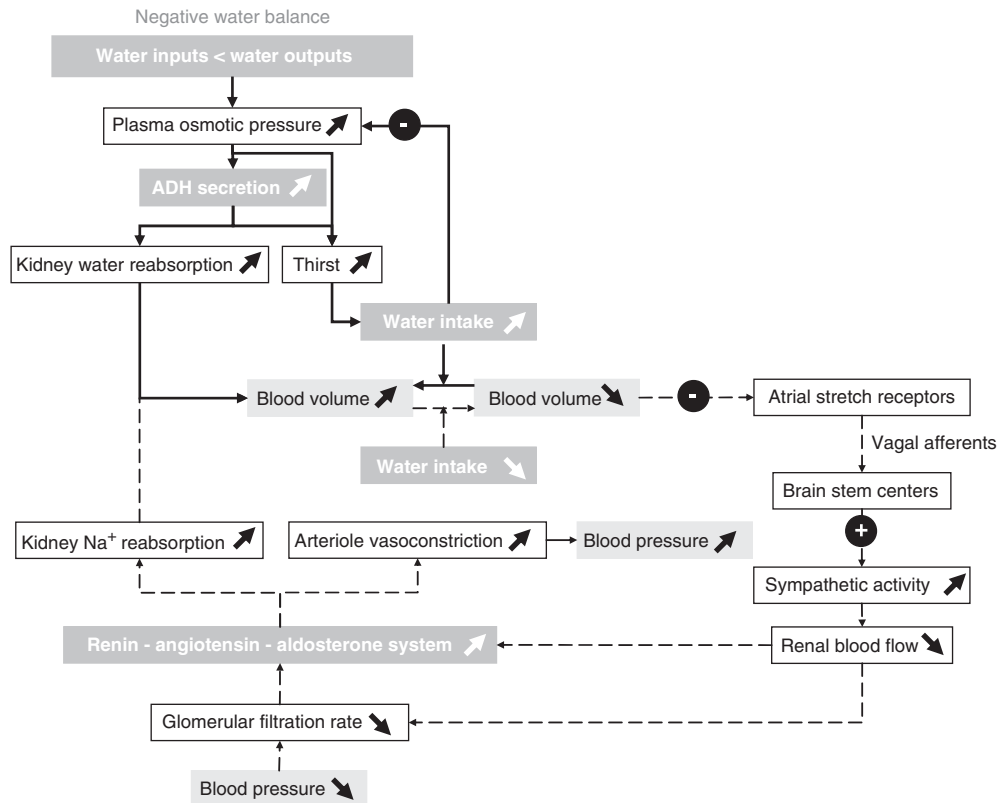 Negative water balance
Water inputs < water outputs
Plasma osmotic pressure
-
ADH secretion
Kidney water reabsorption
Thirst
Water intake
Blood volume
Blood volume
-
Atrial stretch receptors
Vagal afferents
Water intake
Brain stem centers
+
Kidney Na⁺ reabsorption
Arteriole vasoconstriction
Blood pressure
Sympathetic activity
Renin - angiotensin - aldosterone system
Renal blood flow
Glomerular filtration rate
Blood pressure